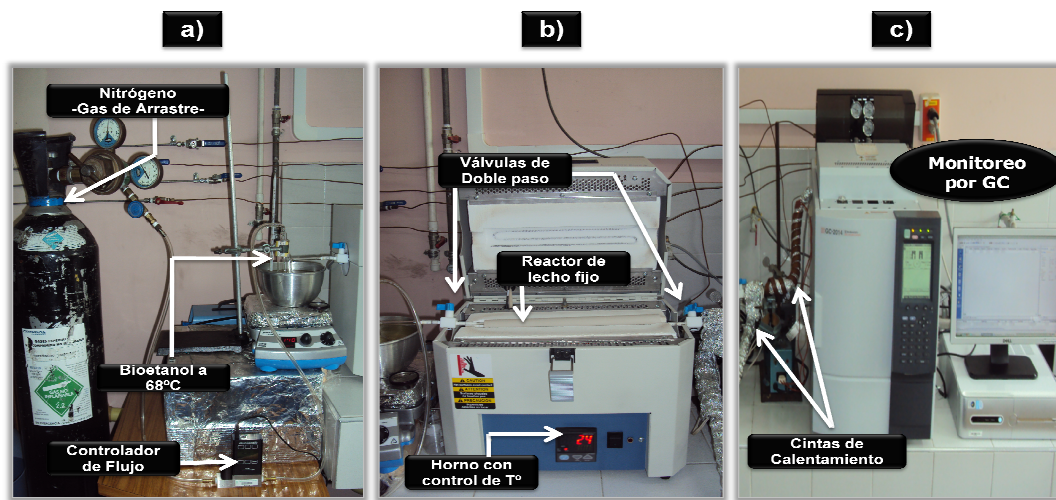 a)
b)
c)
Nitrógeno
-Gas de Arrastre-
Bioetanol a
68ºC
Controlador
de Flujo
Válvulas de
Doble paso
Reactor de
lecho fijo
CAUTION
24
Horno con
control de Tº
Monitoreo
por GC
Cintas de
Calentamiento